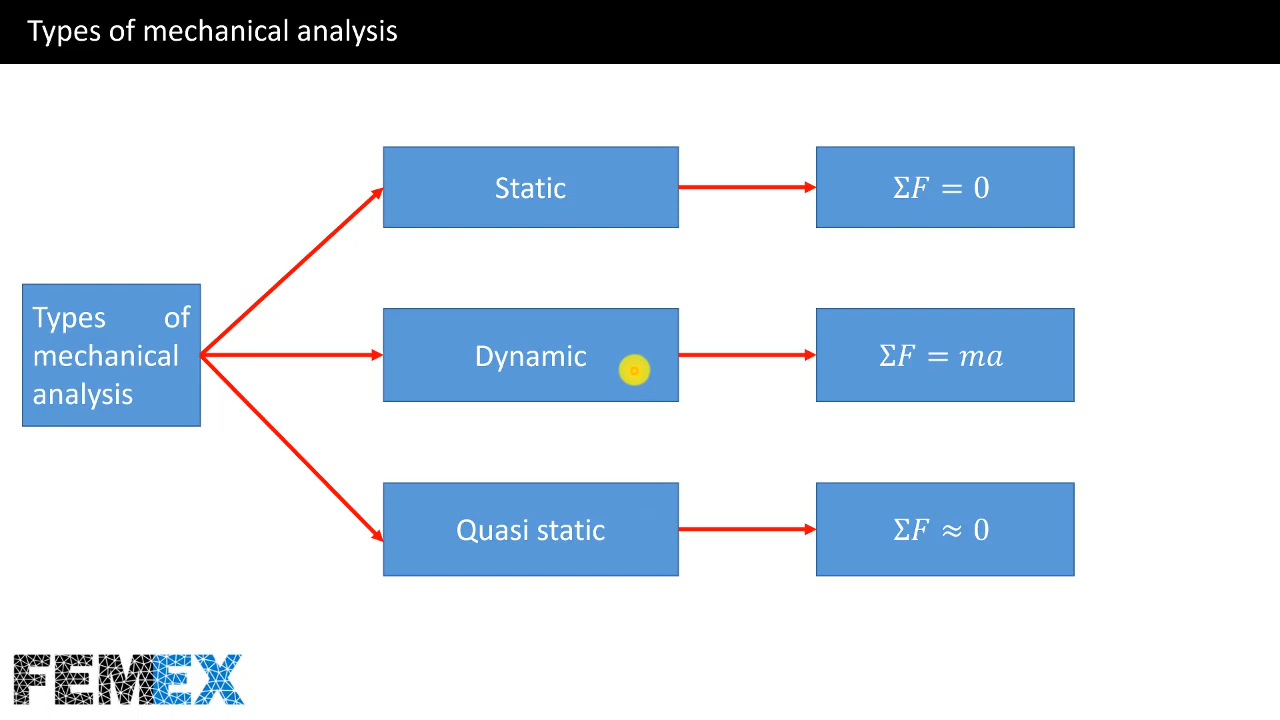 Types of mechanical analysis
Static
ΣF = 0
Types of
mechanical
analysis
Dynamic
ΣF = ma
Quasi static
ΣF ≈ 0
FEMEX